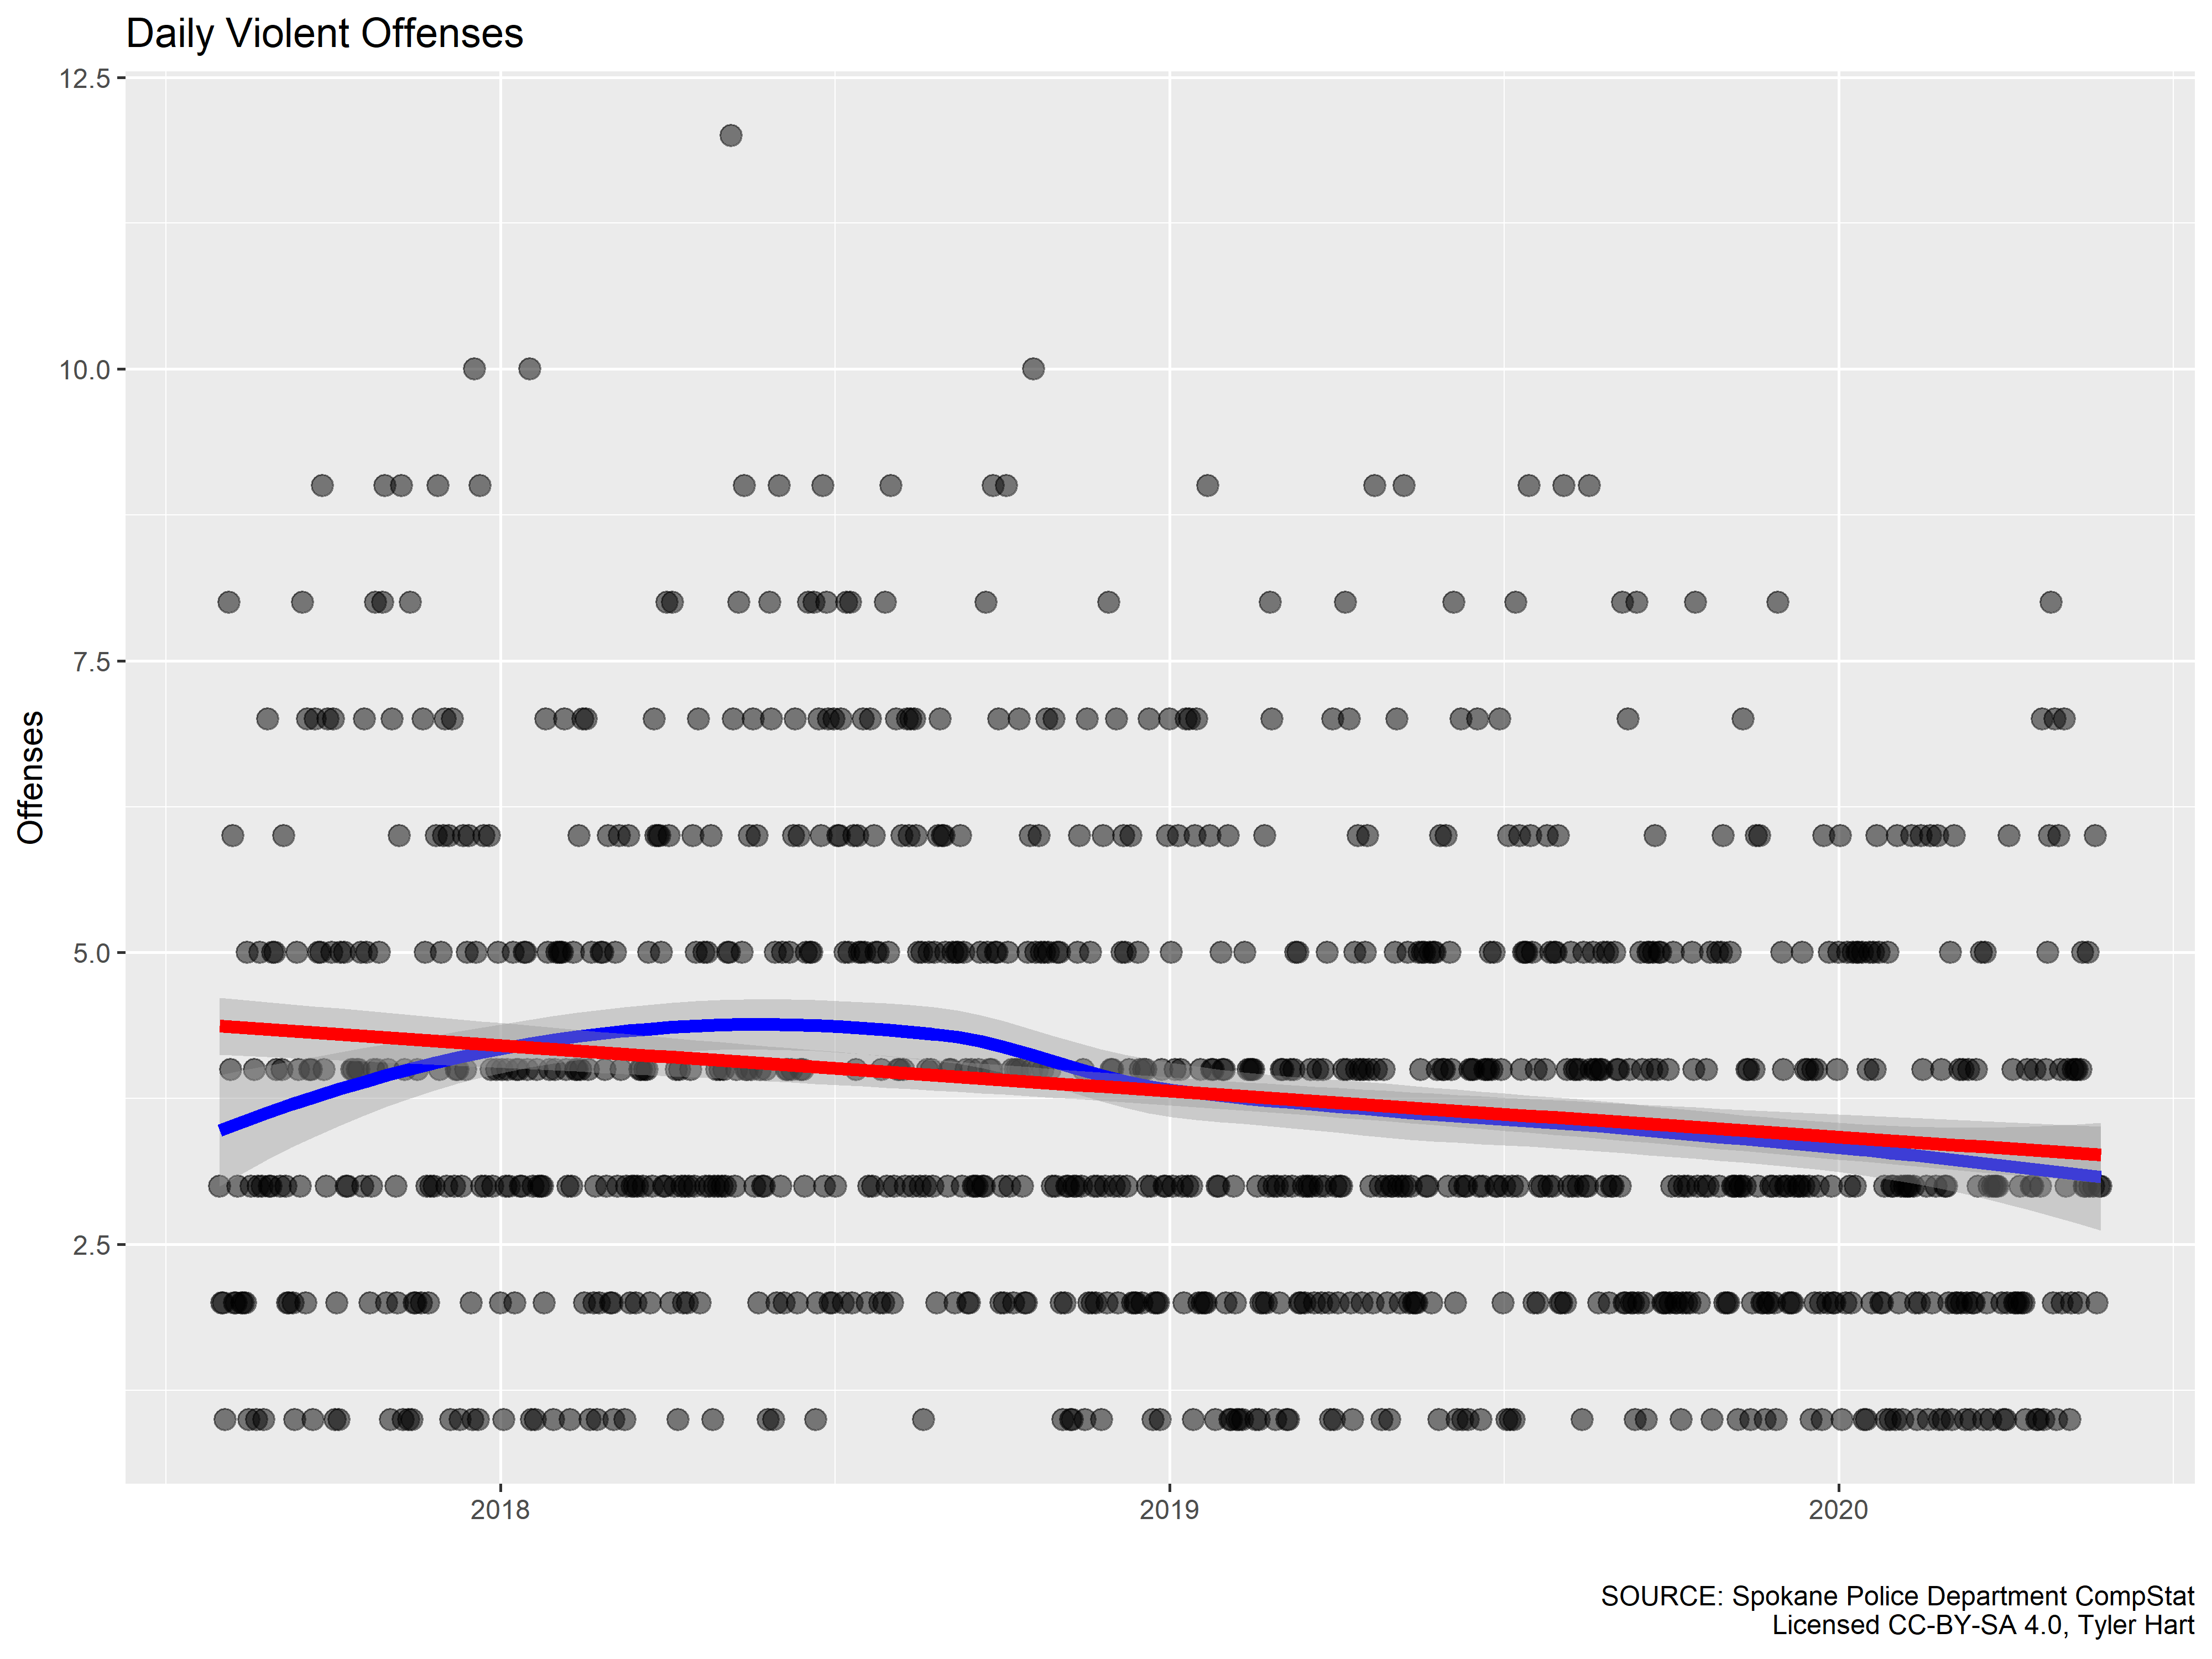 Daily Violent Offenses
12.5
10.0
7.5
5.0
2.5
Offenses
2018
2019
2020
SOURCE: Spokane Police Department CompStat
Licensed CC-BY-SA 4.0, Tyler Hart